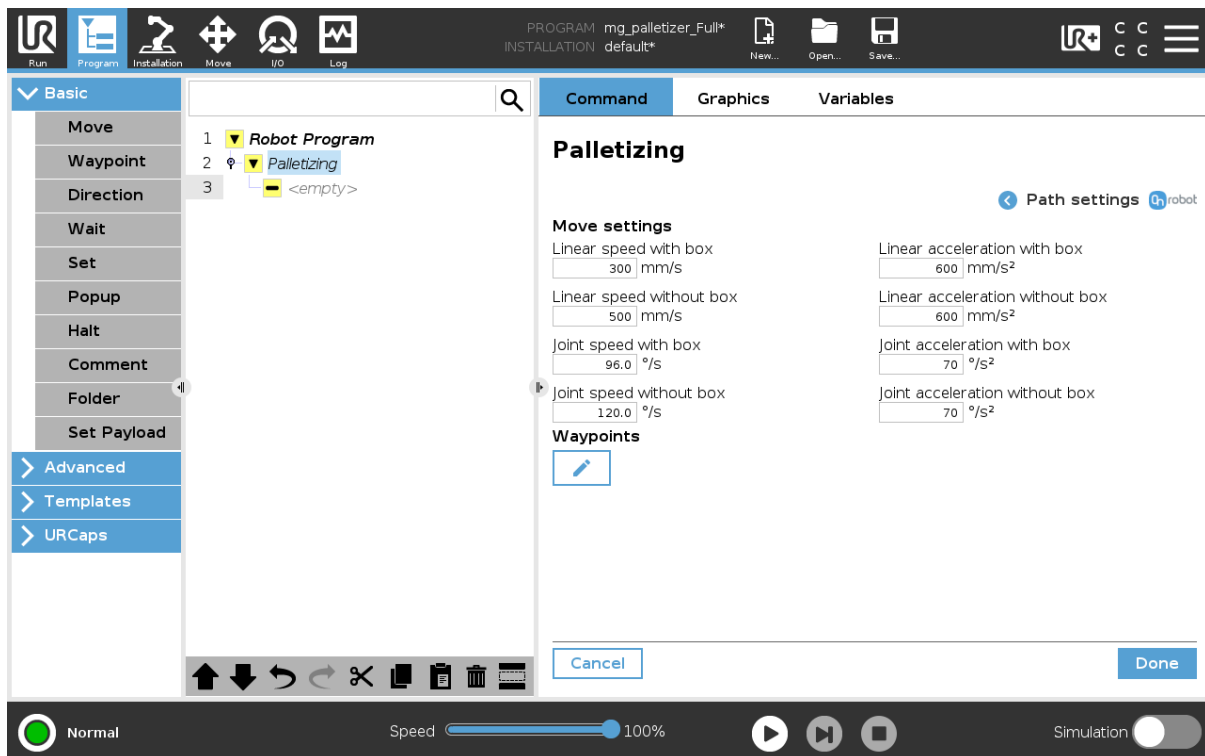 UR
PROGRAM mg_palletizer_Full*
INSTALLATION default*
UR+
C C
C C
Run Program Installation Move I/O Log New... Open... Save...
Basic
Move
Waypoint
Direction
Wait
Set
Popup
Halt
Comment
Folder
Set Payload
Advanced
Templates
URCaps
1 Robot Program
2 Palletizing
3 <empty>
Command Graphics Variables
Palletizing
Path settings
On robot
Move settings
Linear speed with box
300 mm/s
Linear acceleration with box
600 mm/s²
Linear speed without box
500 mm/s
Linear acceleration without box
600 mm/s²
Joint speed with box
96.0 °/s
Joint acceleration with box
70 °/s²
Joint speed without box
120.0 °/s
Joint acceleration without box
70 °/s²
Waypoints
Cancel
Done
Normal
Speed
100%
Simulation